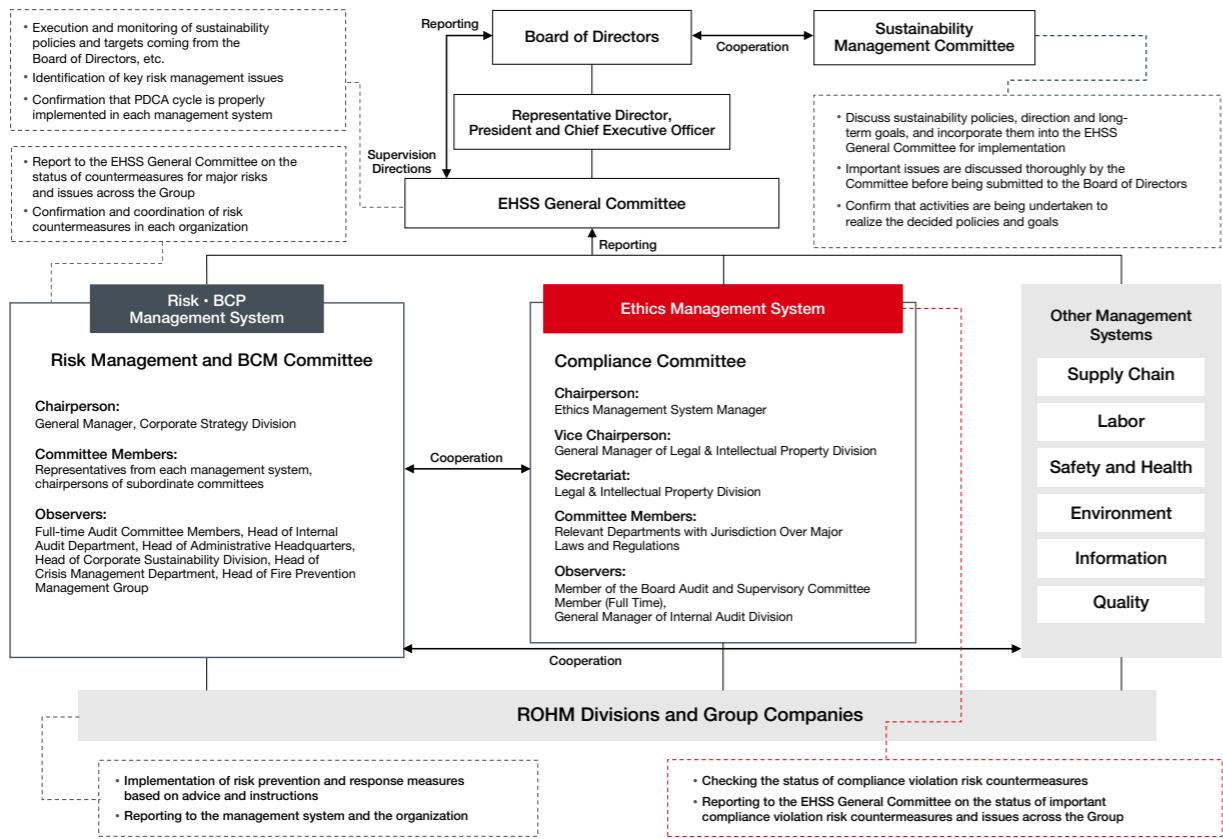 • Execution and monitoring of sustainability
policies and targets coming from the
Board of Directors, etc.
• Identification of key risk management issues
• Confirmation that PDCA cycle is properly
implemented in each management system
Reporting
Board of Directors
Cooperation
Sustainability
Management Committee
Representative Director,
President and Chief Executive Officer
• Discuss sustainability policies, direction and long-
term goals, and incorporate them into the EHSS
General Committee for implementation
• Important issues are discussed thoroughly by the
Committee before being submitted to the Board of Directors
• Confirm that activities are being undertaken to
realize the decided policies and goals
• Report to the EHSS General Committee on the
status of countermeasures for major risks
and issues across the Group
• Confirmation and coordination of risk
countermeasures in each organization
Supervision
Directions
EHSS General Committee
Reporting
Risk・BCP
Management System
Risk Management and BCM Committee
Chairperson:
General Manager, Corporate Strategy Division
Committee Members:
Representatives from each management system,
chairpersons of subordinate committees
Observers:
Full-time Audit Committee Members, Head of Internal
Audit Department, Head of Administrative Headquarters,
Head of Corporate Sustainability Division, Head of
Crisis Management Department, Head of Fire Prevention
Management Group
Cooperation
Ethics Management System
Compliance Committee
Chairperson:
Ethics Management System Manager
Vice Chairperson:
General Manager of Legal & Intellectual Property Division
Secretariat:
Legal & Intellectual Property Division
Committee Members:
Relevant Departments with Jurisdiction Over Major
Laws and Regulations
Observers:
Member of the Board Audit and Supervisory Committee
Member (Full Time),
General Manager of Internal Audit Division
Other Management
Systems
Supply Chain
Labor
Safety and Health
Environment
Information
Quality
Cooperation
ROHM Divisions and Group Companies
• Implementation of risk prevention and response measures
based on advice and instructions
• Reporting to the management system and the organization
• Checking the status of compliance violation risk countermeasures
• Reporting to the EHSS General Committee on the status of important
compliance violation risk countermeasures and issues across the Group